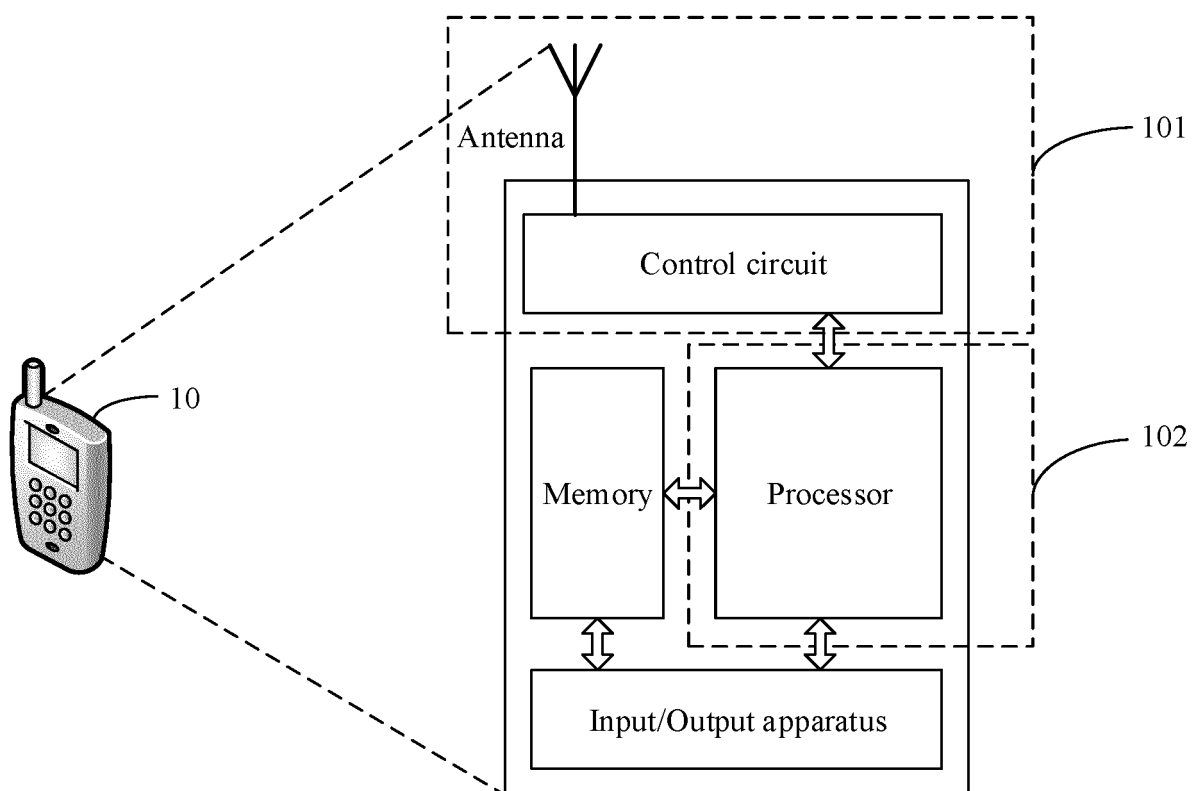 Antenna
101
Control circuit
10
102
Memory
Processor
Input/Output apparatus